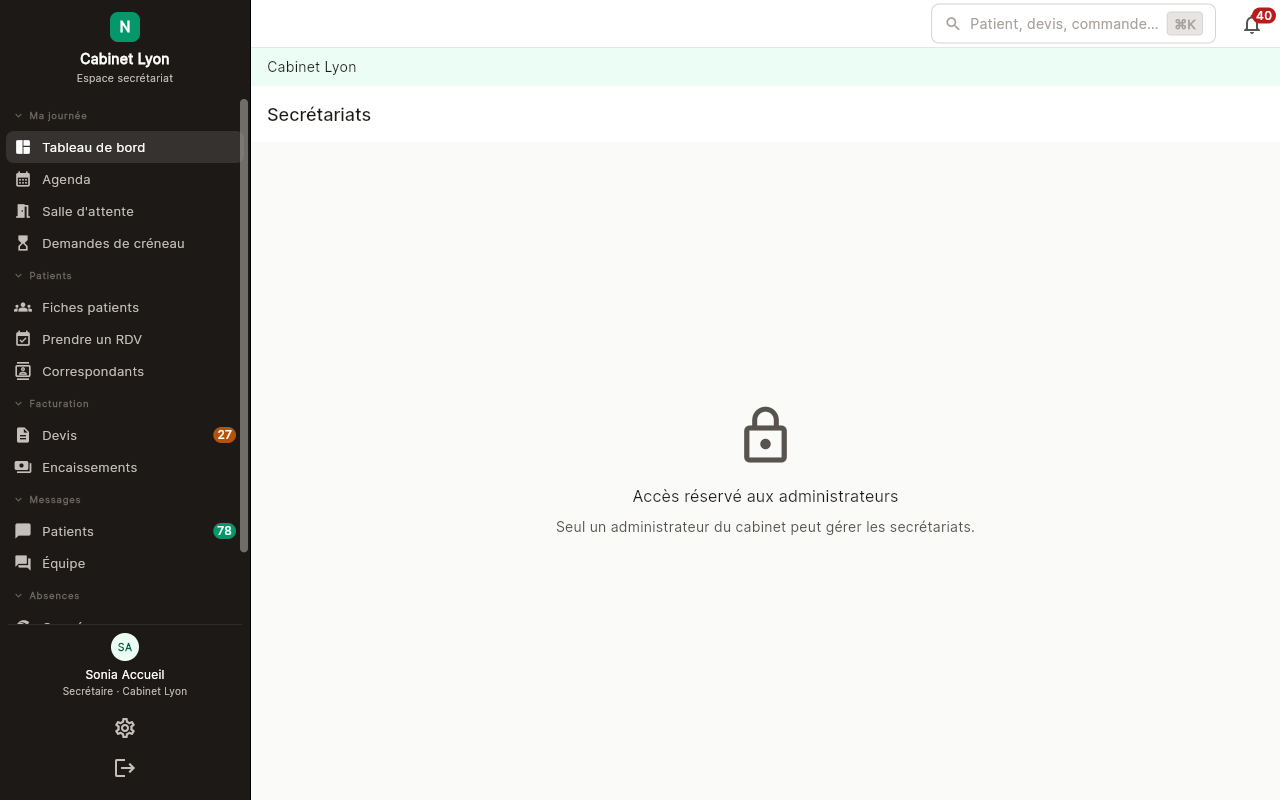 N
Cabinet Lyon
Espace secrétariat
Ma journée
Tableau de bord
Agenda
Salle d'attente
Demandes de créneau
Patients
Fiches patients
Prendre un RDV
Correspondants
Facturation
Devis 27
Encaissements
Messages
Patients 78
Équipe
Absences
SA
Sonia Accueil
Secrétaire · Cabinet Lyon
Patient, devis, commande... ⌘K
40
Cabinet Lyon
Secrétariats
Accès réservé aux administrateurs
Seul un administrateur du cabinet peut gérer les secrétariats.